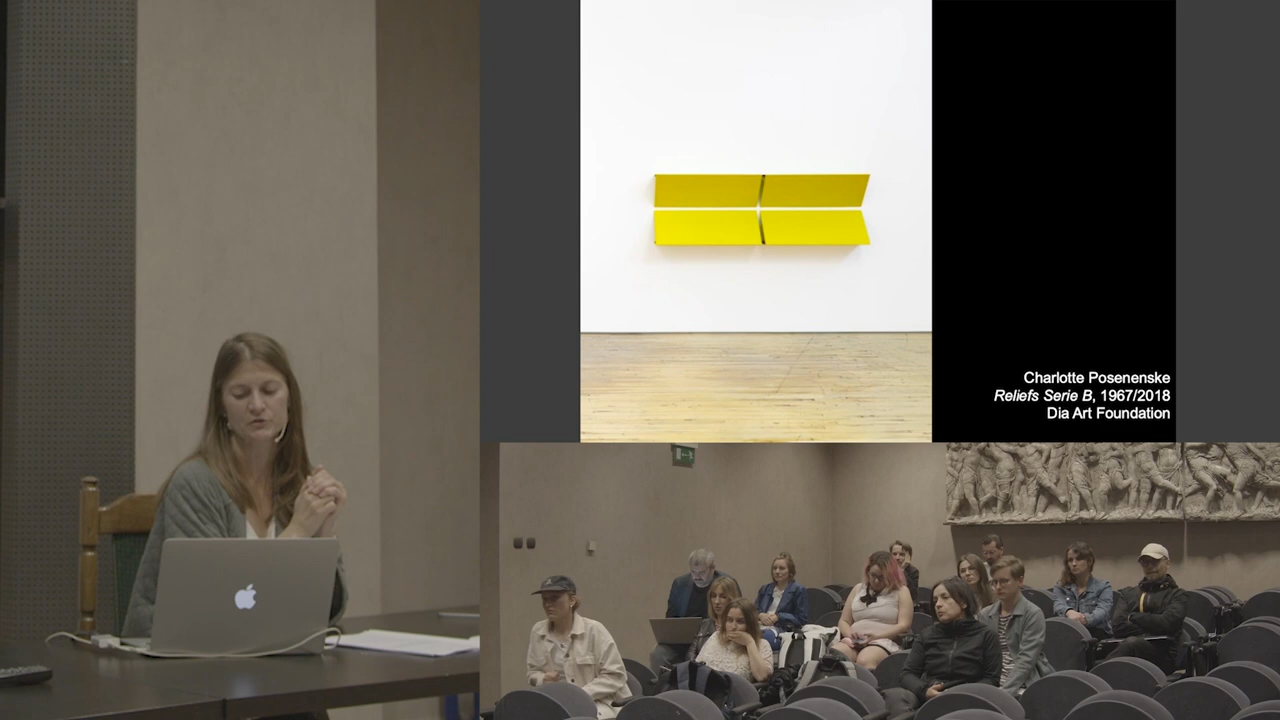 Charlotte Posenenske
Reliefs Serie B, 1967/2018
Dia Art Foundation